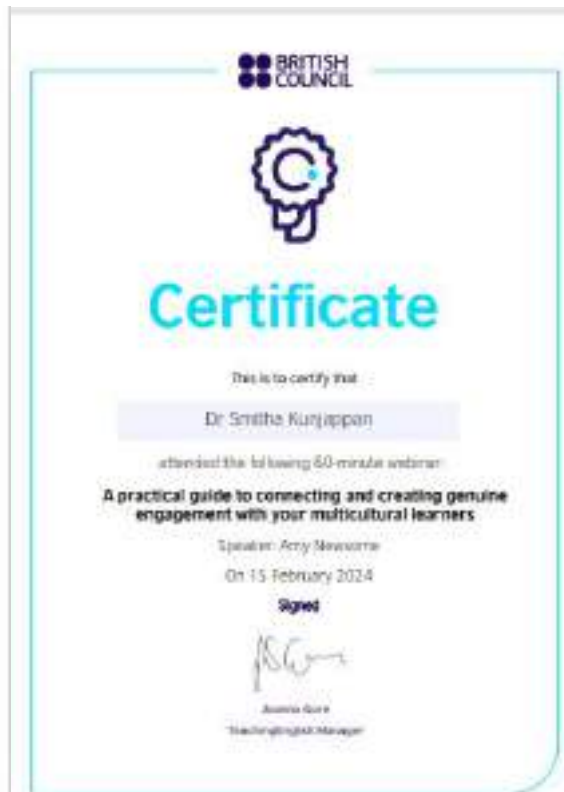 BRITISH
COUNCIL
Certificate
This is to certify that
Dr Smitha Kunjappan
attended the following 60-minute webinar:
A practical guide to connecting and creating genuine
engagement with your multicultural learners
Speaker: Amy Newsome
On 15 February 2024
Signed
TeachingEnglish Manager